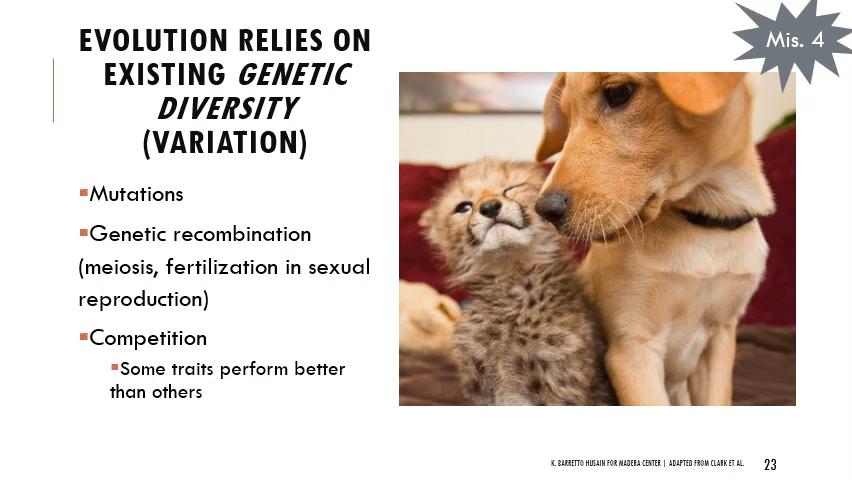 Mis. 4
EVOLUTION RELIES ON
EXISTING GENETIC
DIVERSITY
(VARIATION)
▪Mutations
▪Genetic recombination
(meiosis, fertilization in sexual
reproduction)
▪Competition
▪Some traits perform better
than others
K. BARRETTO HUSAIN FOR MADERA CENTER | ADAPTED FROM CLARK ET AL.
23